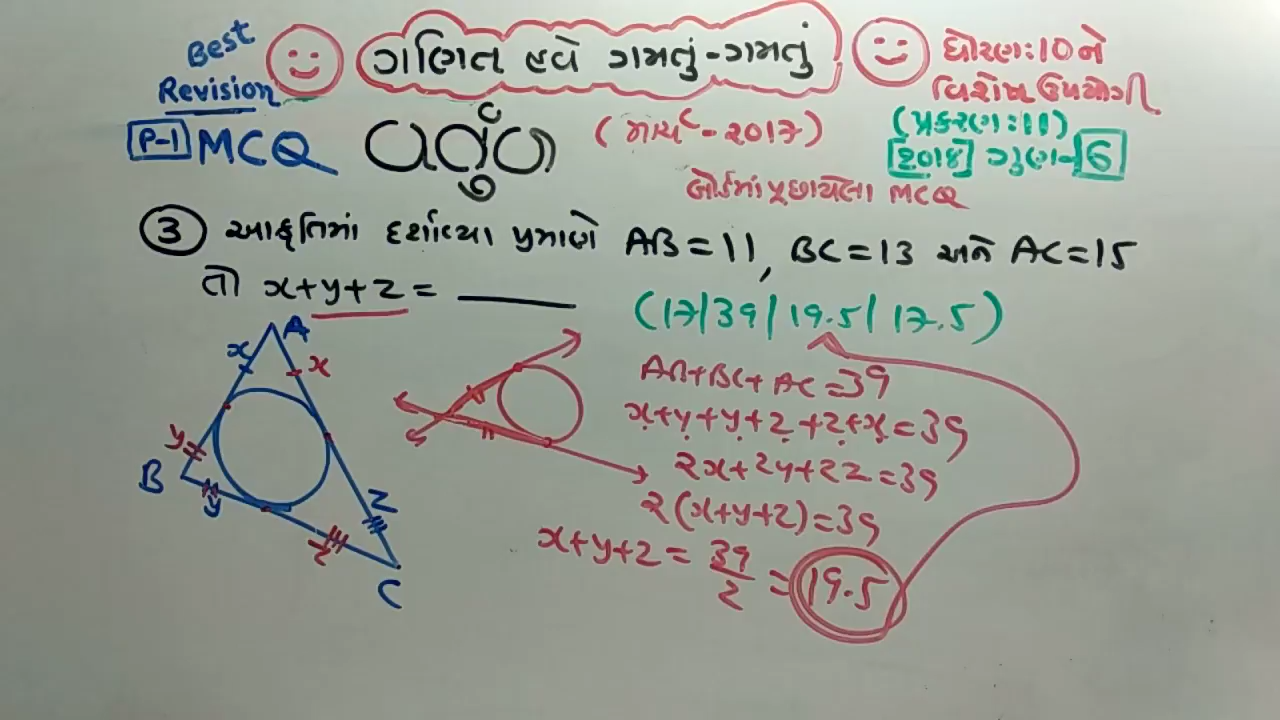 Best
Revision
ગણિત હવે ગમતું-ગમતું
ધોરણ:10 ને
વિશેષ ઉપયોગી
P-1 MCQ વર્તુળ
(માર્ચ-2017)
(પ્રકરણ:11)
[2018] ગુણ-6
બોર્ડમાં પૂછાયેલા MCQ
3 આકૃતિમાં દર્શાવ્યા પ્રમાણે AB=11, BC=13 અને AC=15
તો x+y+z = ______
(17/39/19.5/17.5)
A
x x
y
B
y
z
z
C
AB+BC+AC=39
x+y+y+z+z+x=39
2x+2y+2z=39
2(x+y+z)=39
x+y+z = 39/2 = 19.5